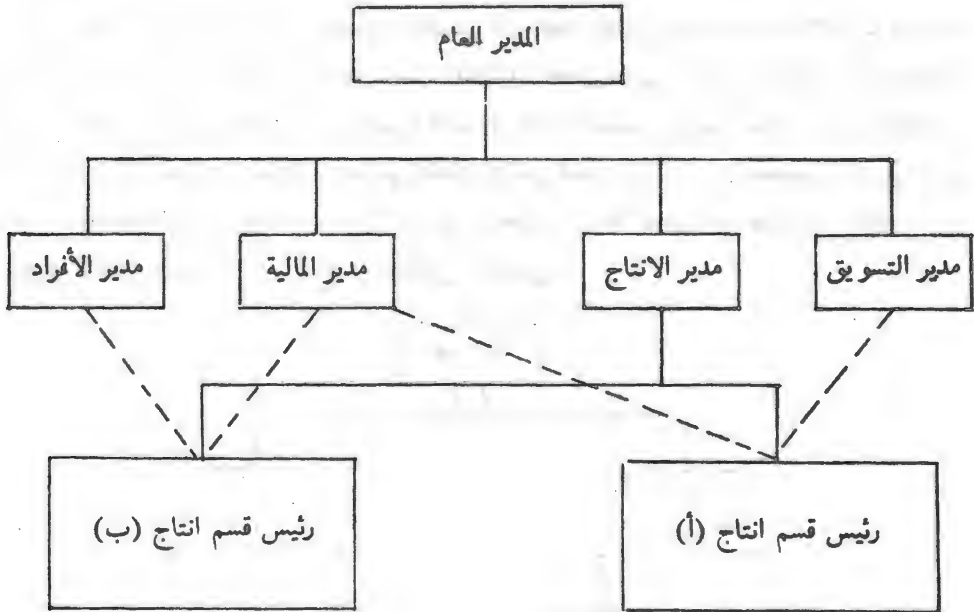 المدير العام
مدير التسويق
مدير الانتاج
مدير المالية
مدير الأفراد
رئيس قسم انتاج (أ)
رئيس قسم انتاج (ب)